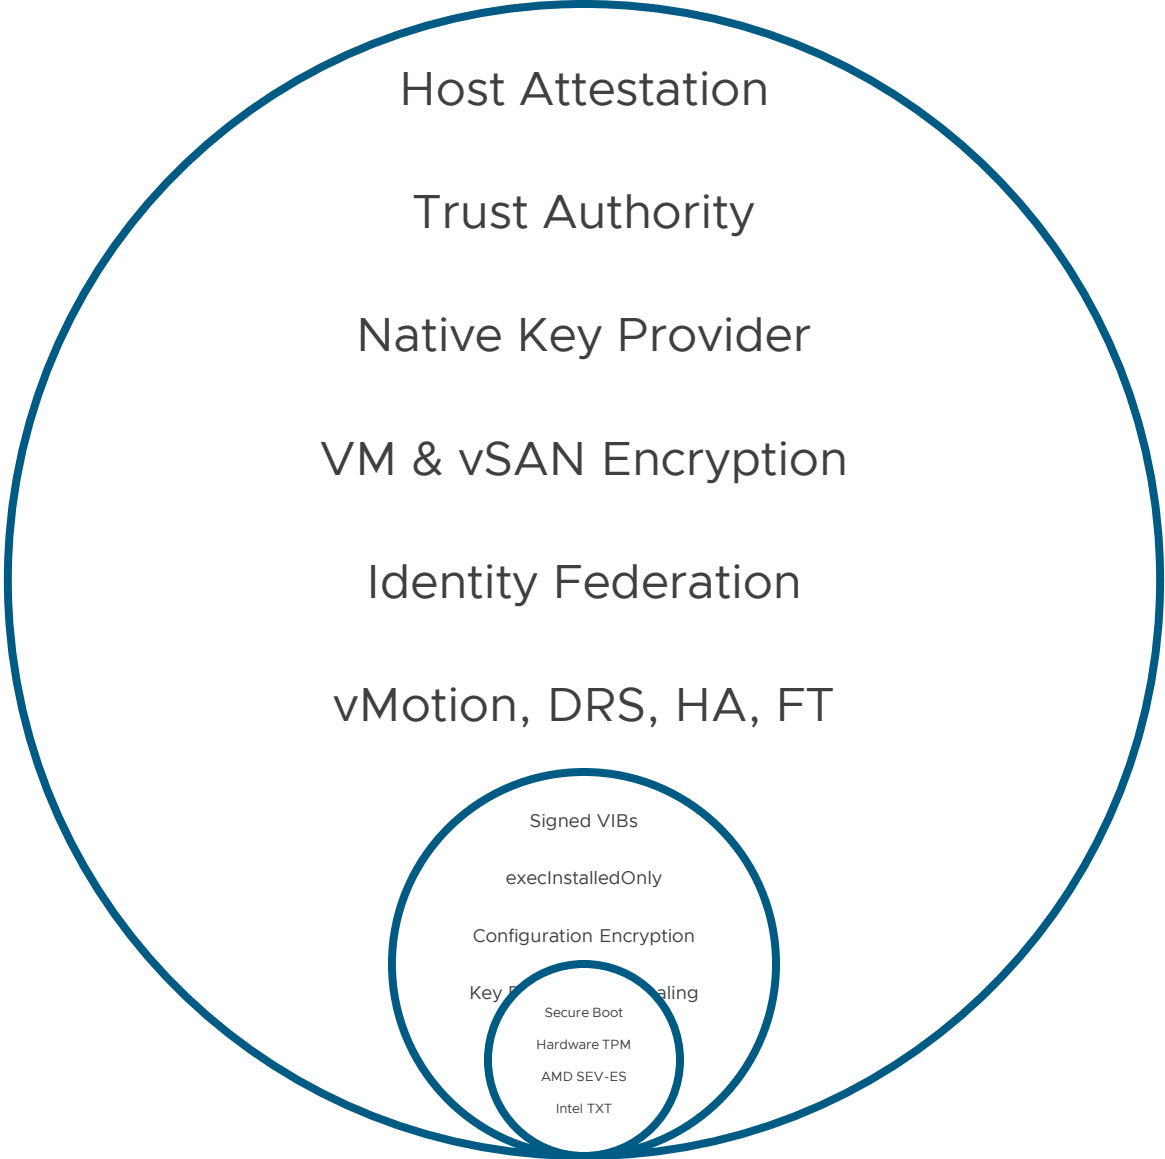 Host Attestation
Trust Authority
Native Key Provider
VM & vSAN Encryption
Identity Federation
vMotion, DRS, HA, FT
Signed VIBs
execInstalledOnly
Configuration Encryption
Key
Secure Boot
Hardware TPM
AMD SEV-ES
Intel TXT